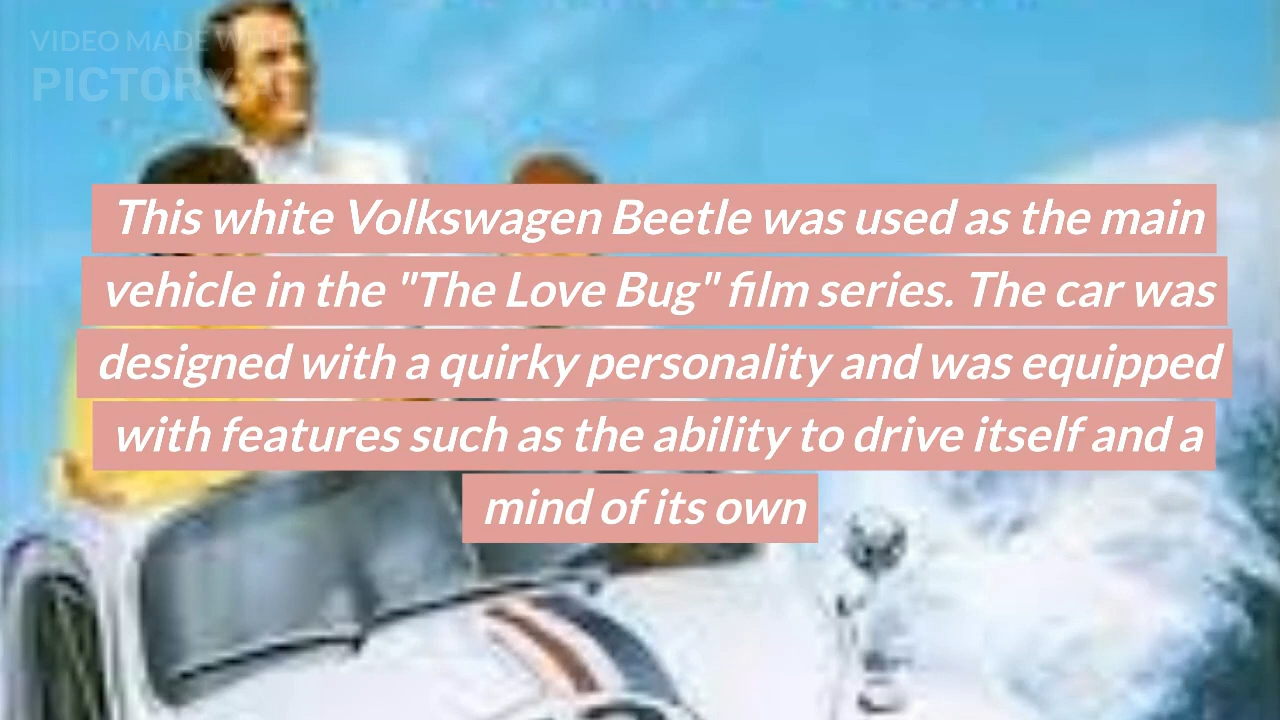 VIDEO MADE WITH
PICTORY
This white Volkswagen Beetle was used as the main
vehicle in the "The Love Bug" film series. The car was
designed with a quirky personality and was equipped
with features such as the ability to drive itself and a
mind of its own